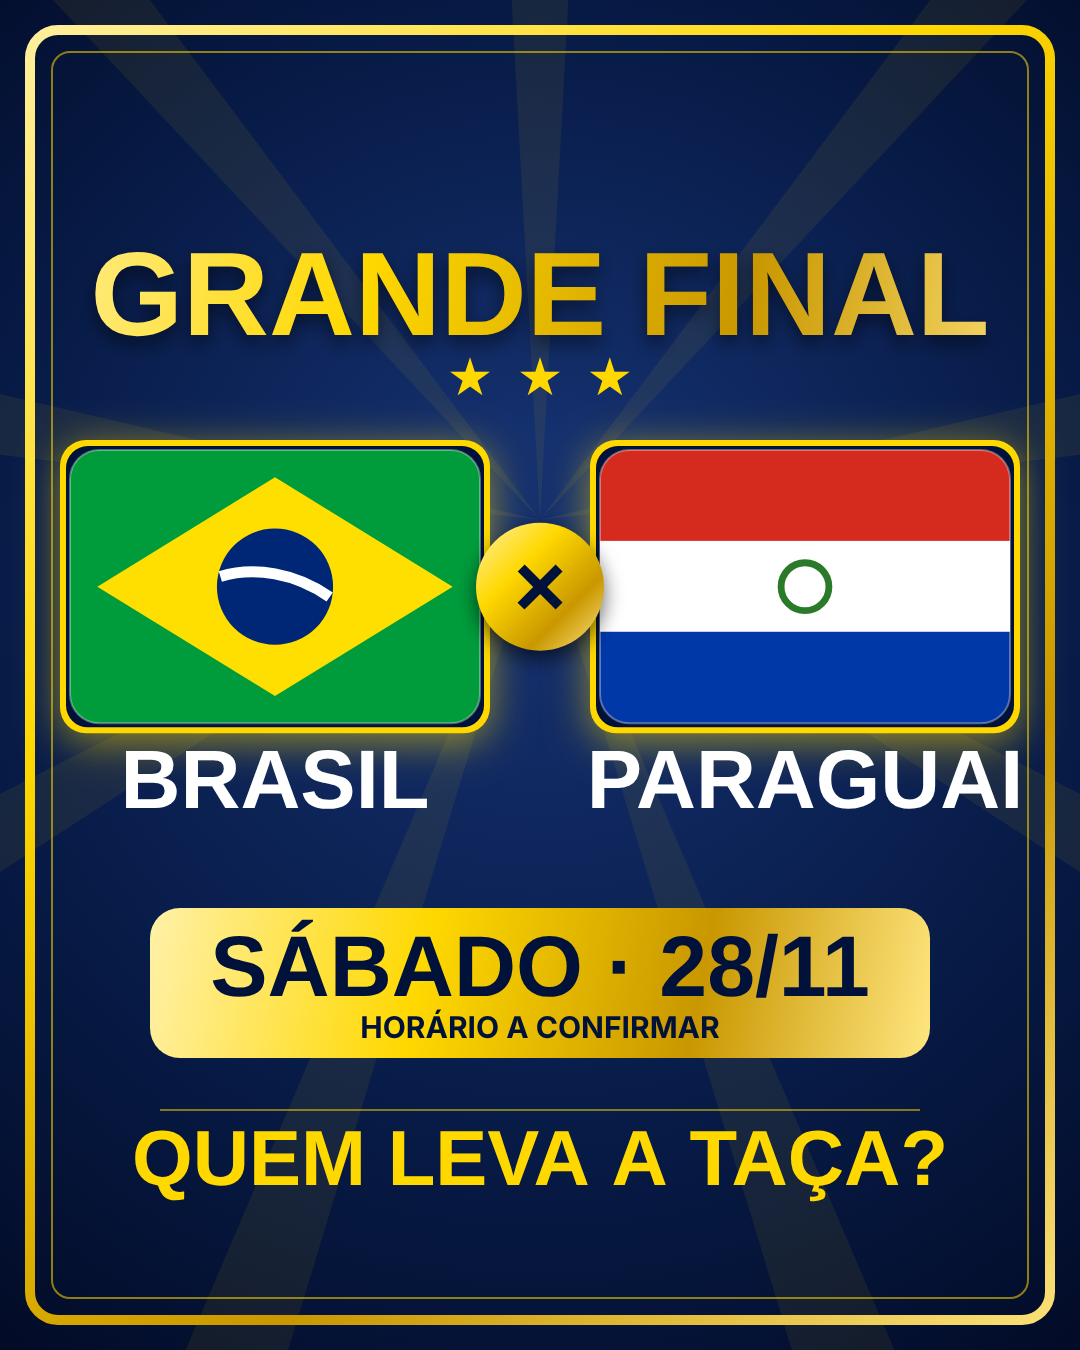 GRANDE FINAL
★ ★ ★
×
BRASIL
PARAGUAI
SÁBADO · 28/11
HORÁRIO A CONFIRMAR
QUEM LEVA A TAÇA?